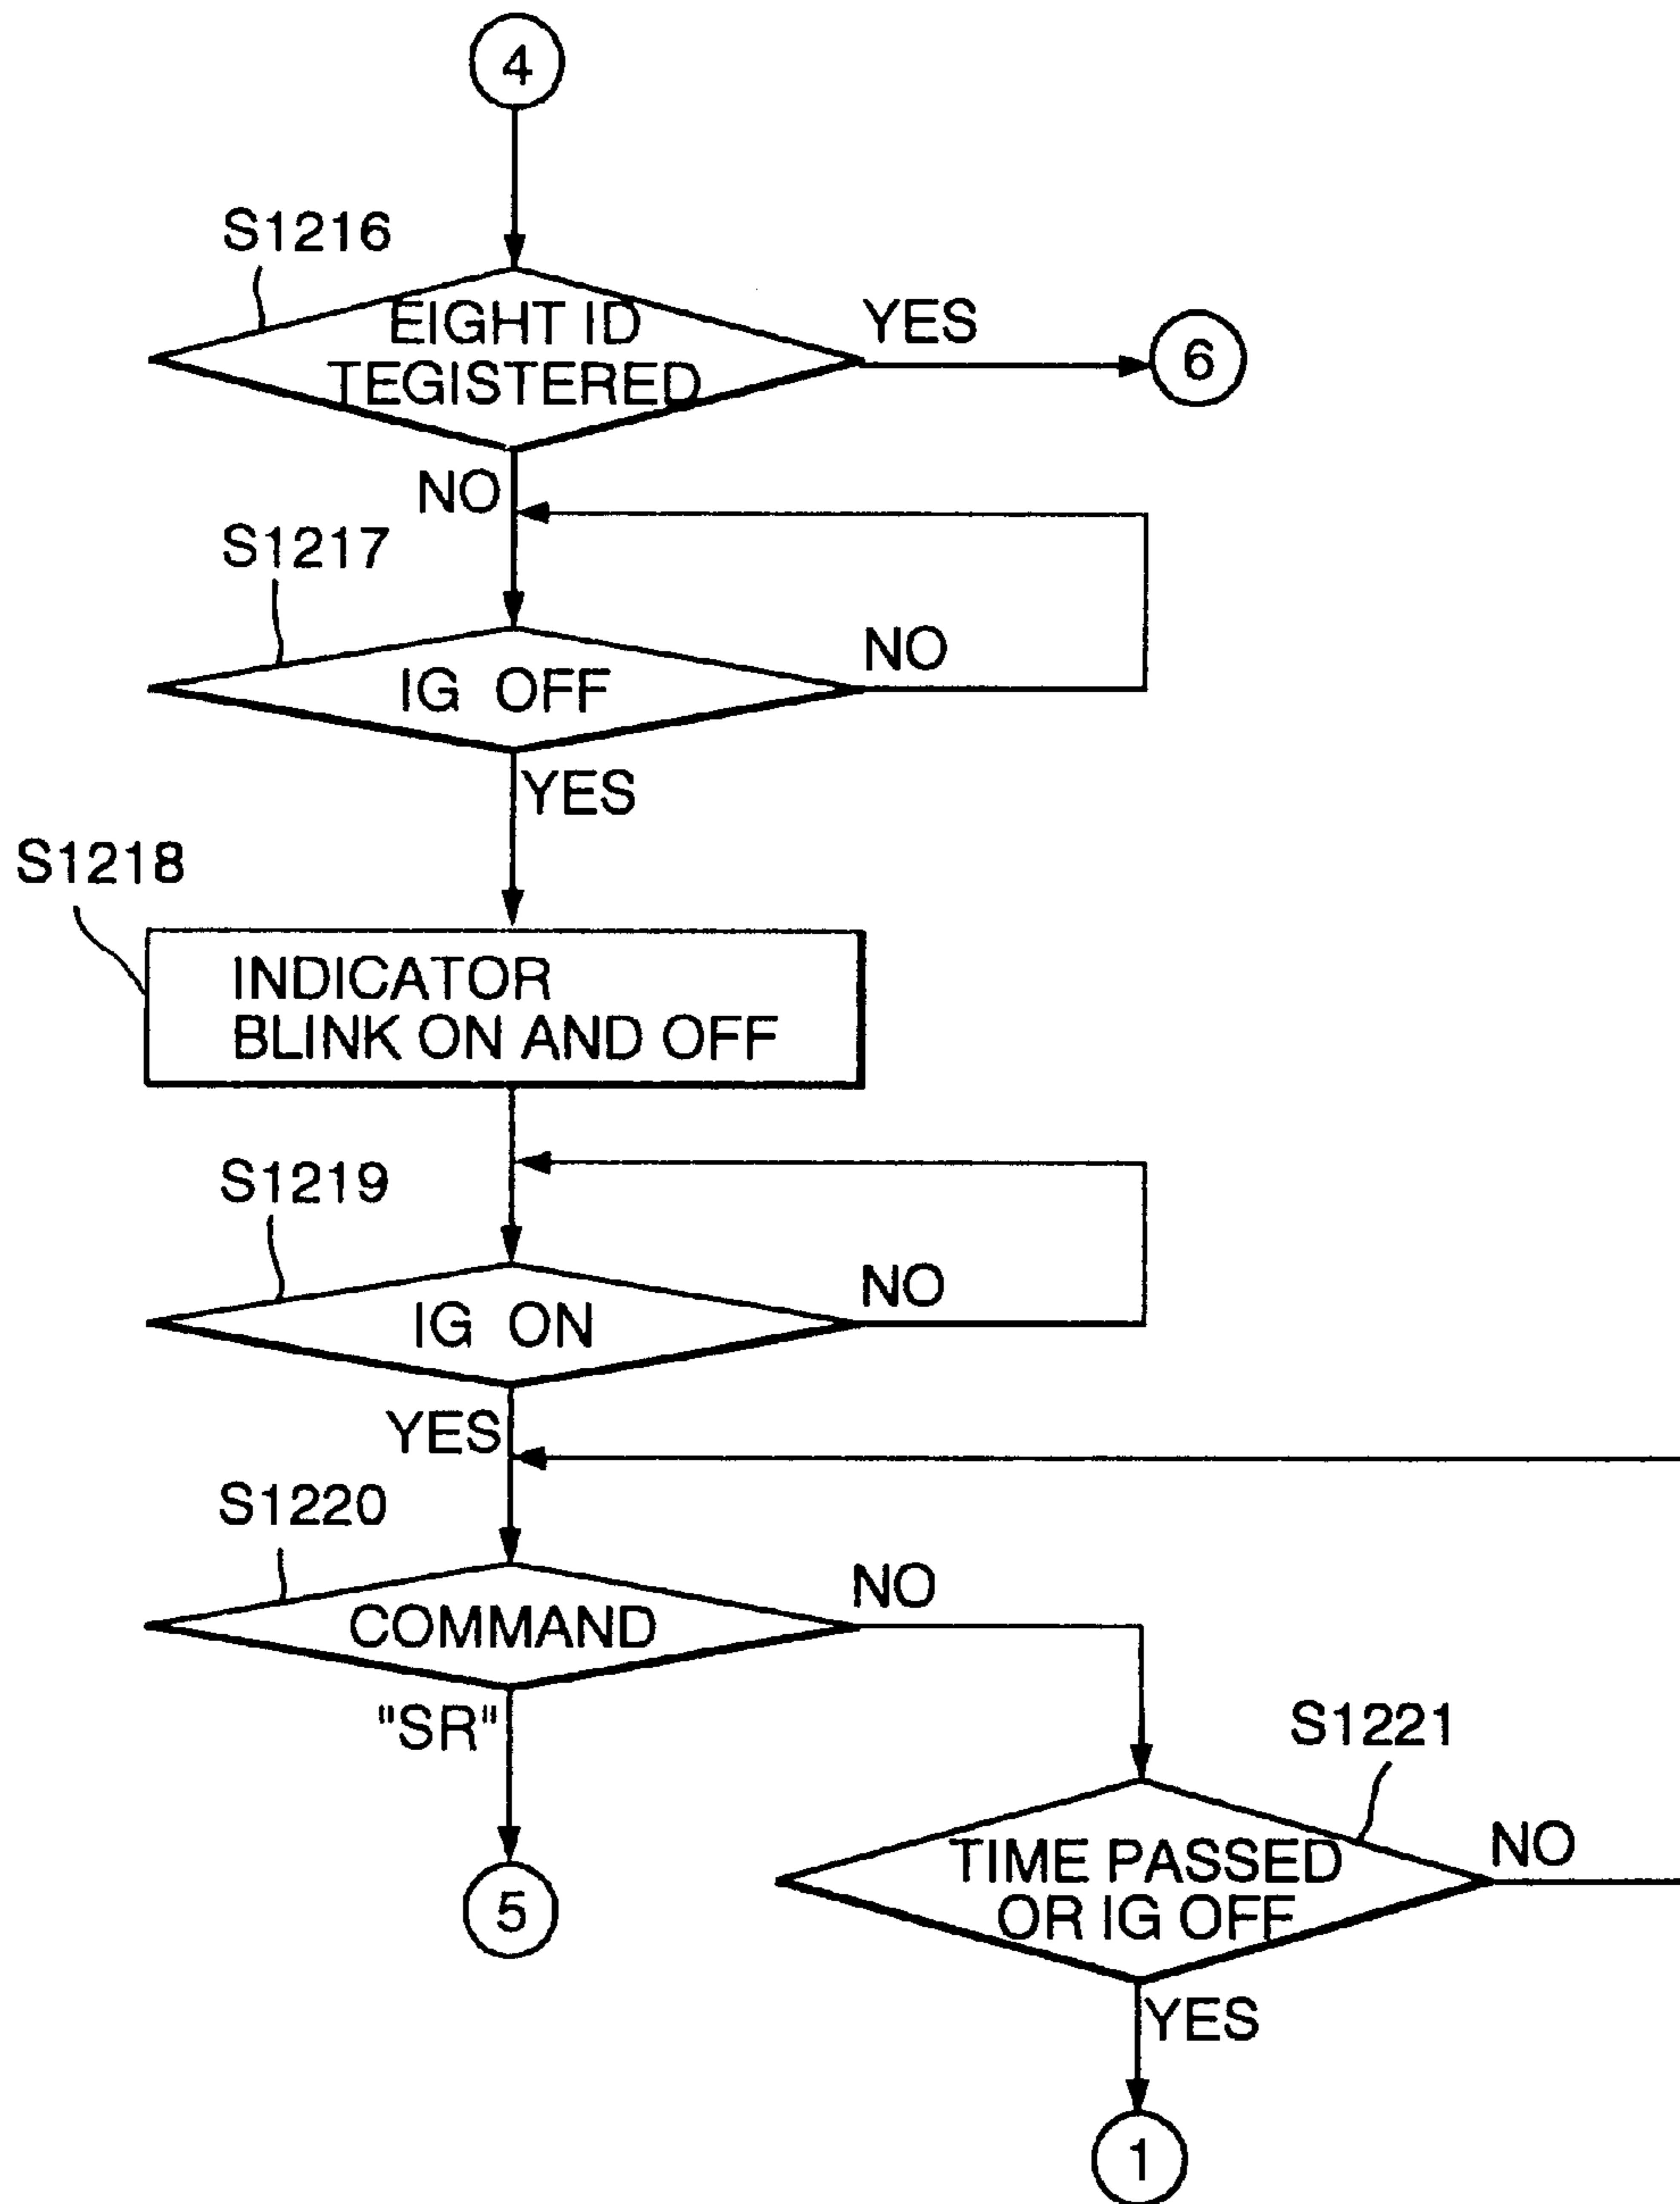 4
S1216
EIGHT ID
TEGISTERED
YES
6
NO
S1217
IG OFF
NO
YES
S1218
INDICATOR
BLINK ON AND OFF
S1219
IG ON
NO
YES
S1220
COMMAND
NO
"SR"
S1221
5
TIME PASSED
OR IG OFF
NO
YES
1